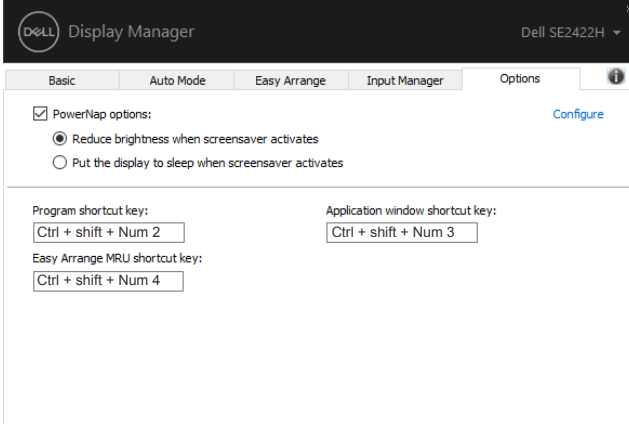 DELL Display Manager Dell SE2422H
Basic Auto Mode Easy Arrange Input Manager Options
PowerNap options: Configure
Reduce brightness when screensaver activates
Put the display to sleep when screensaver activates
Program shortcut key: Application window shortcut key:
Ctrl + shift + Num 2 Ctrl + shift + Num 3
Easy Arrange MRU shortcut key:
Ctrl + shift + Num 4